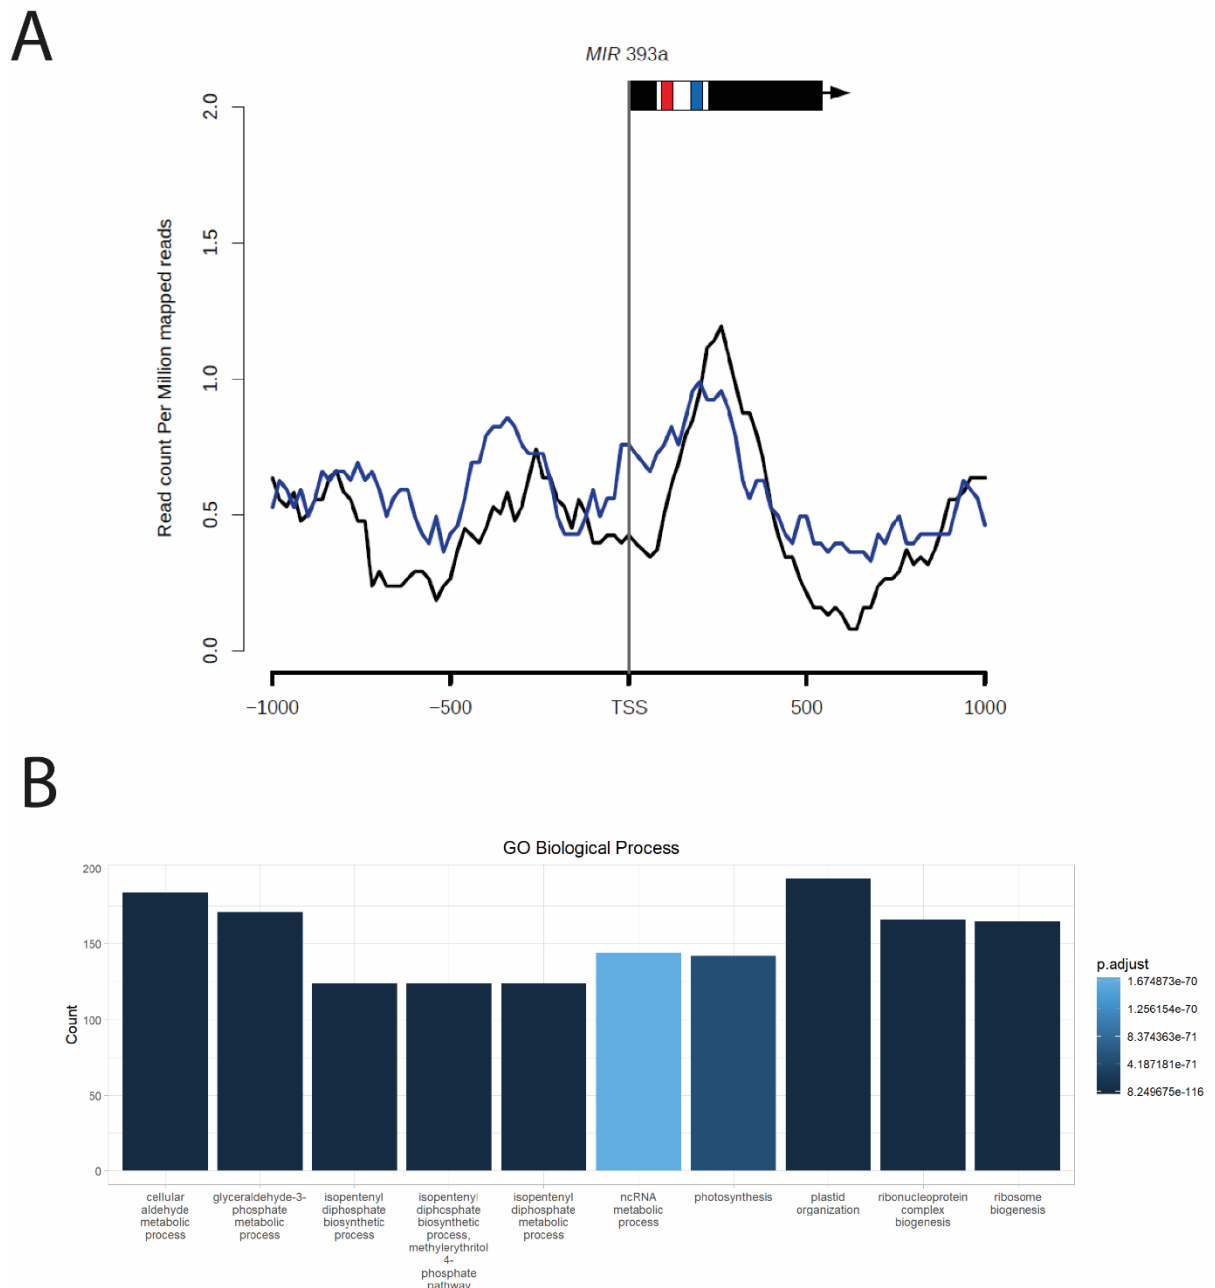 A
MIR 393a
2.0
1.5
1.0
0.5
0.0
Read count Per Million mapped reads
−1000
−500
TSS
500
1000
B
GO Biological Process
200
150
100
50
0
Count
cellular
aldehyde
metabolic
process
glyceraldehyde-3-
phosphate
metabolic
process
isopentenyl
diphosphate
biosynthetic
process
isopentenyl
diphosphate
biosynthetic
process,
methylerythritol
4-
phosphate
pathway
isopentenyl
diphosphate
metabolic
process
ncRNA
metabolic
process
photosynthesis
plastid
organization
ribonucleoprotein
complex
biogenesis
ribosome
biogenesis
p.adjust
1.674873e-70
1.256154e-70
8.374363e-71
4.187181e-71
8.249675e-116